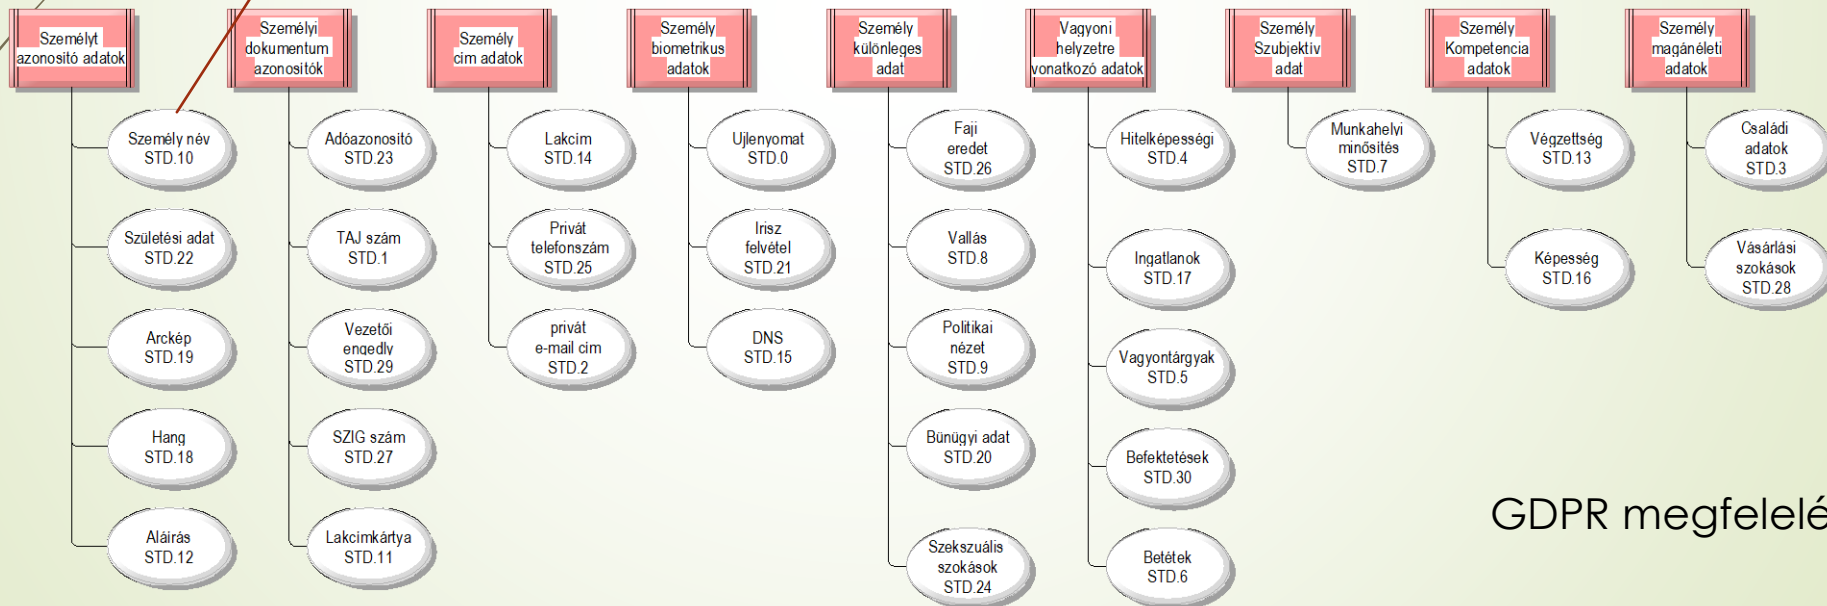 Személyt
azonosító adatok
Személy név
STD.10
Születési adat
STD.22
Arckép
STD.19
Hang
STD.18
Aláírás
STD.12
Személyi
dokumentum
azonosítók
Adóazonosító
STD.23
TAJ szám
STD.1
Vezetői
engedly
STD.29
SZIG szám
STD.27
Lakcímkártya
STD.11
Személy
cím adatok
Lakcím
STD.14
Privát
telefonszám
STD.25
privát
e-mail cím
STD.2
Személy
biometrikus
adatok
Ujlenyomat
STD.0
Irisz
felvétel
STD.21
DNS
STD.15
Személy
különleges
adat
Faji
eredet
STD.26
Vallás
STD.8
Politikai
nézet
STD.9
Bünügyi adat
STD.20
Szekszuális
szokások
STD.24
Vagyoni
helyzetre
vonatkozó adatok
Hitelképességi
STD.4
Ingatlanok
STD.17
Vagyontárgyak
STD.5
Befektetések
STD.30
Betétek
STD.6
Személy
Szubjektív
adat
Munkahelyi
minősítés
STD.7
Személy
Kompetencia
adatok
Végzettség
STD.13
Képesség
STD.16
Személy
magánéleti
adatok
Családi
adatok
STD.3
Vásárlási
szokások
STD.28
GDPR megfelelé